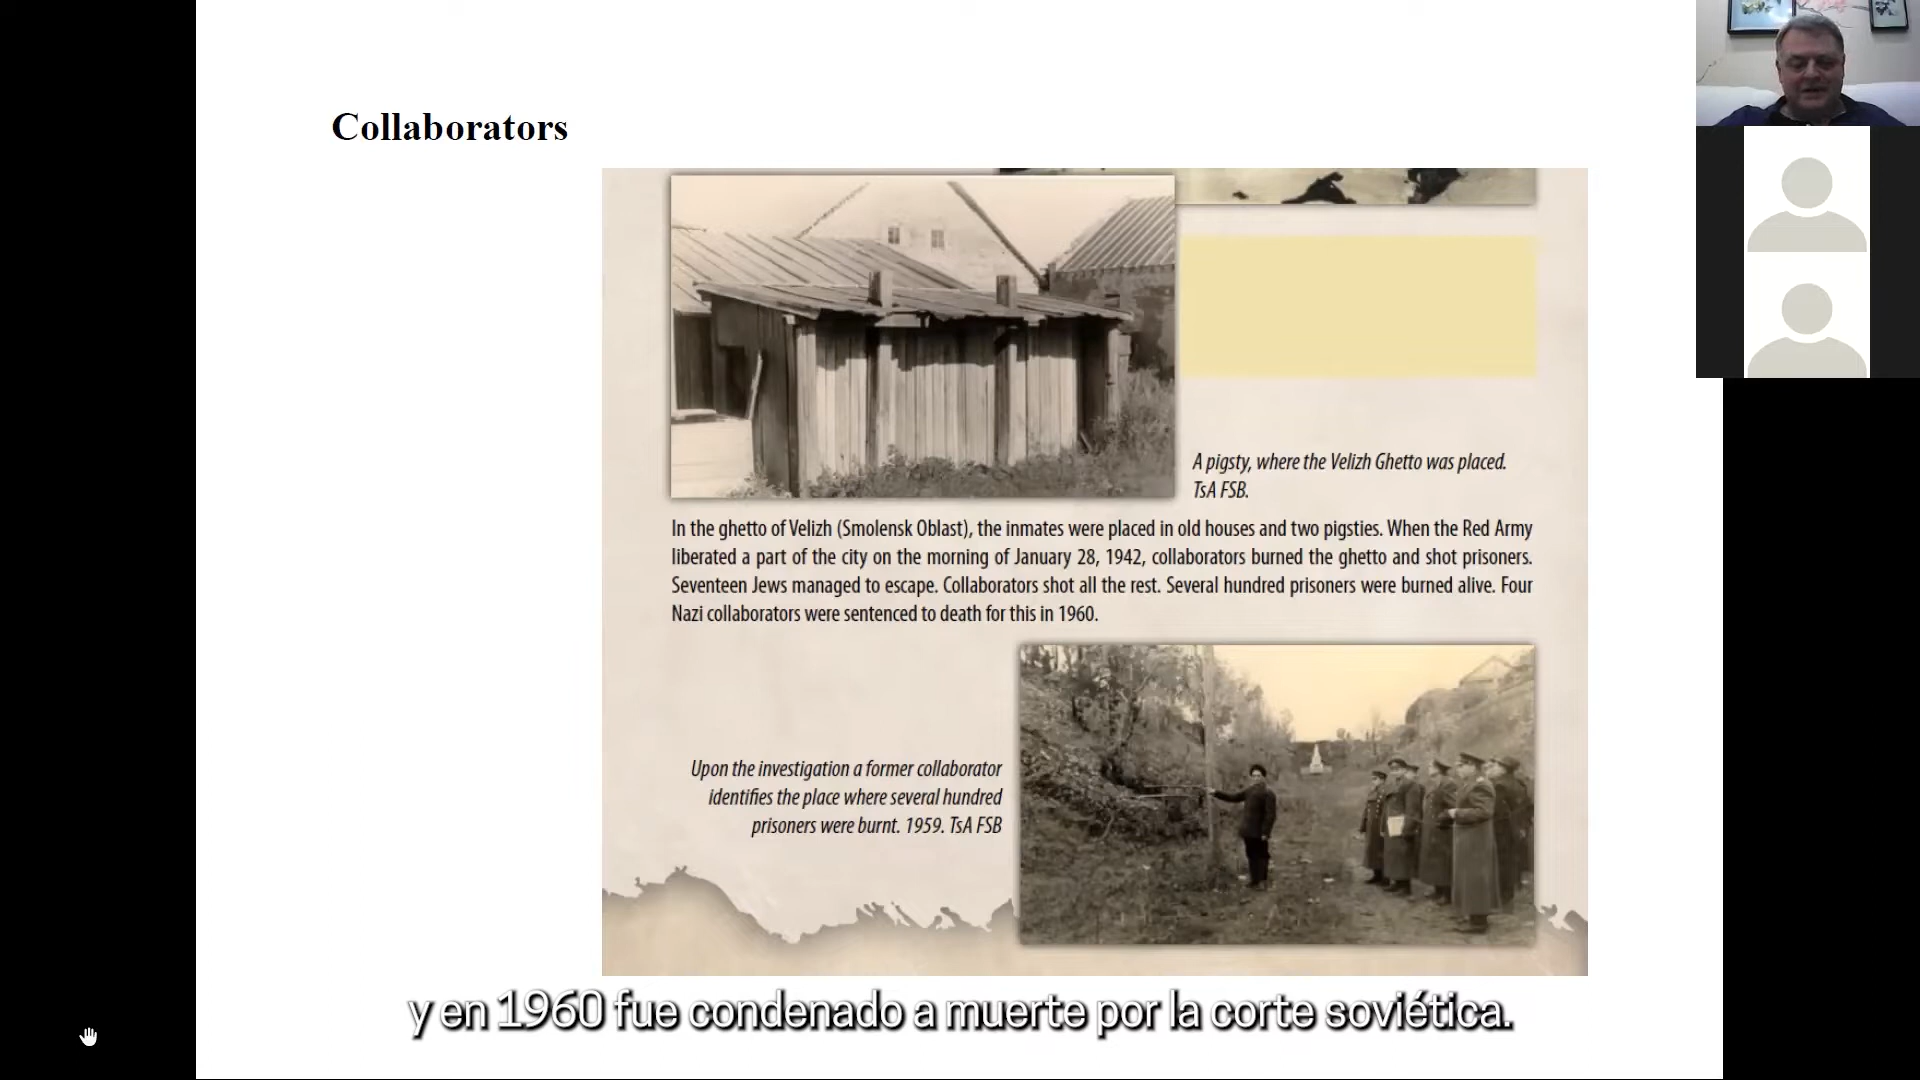 Collaborators
A pigsty, where the Velizh Ghetto was placed.
TsA FSB.
In the ghetto of Velizh (Smolensk Oblast), the inmates were placed in old houses and two pigsties. When the Red Army
liberated a part of the city on the morning of January 28, 1942, collaborators burned the ghetto and shot prisoners.
Seventeen Jews managed to escape. Collaborators shot all the rest. Several hundred prisoners were burned alive. Four
Nazi collaborators were sentenced to death for this in 1960.
Upon the investigation a former collaborator
identifies the place where several hundred
prisoners were burnt. 1959. TsA FSB
y en 1960 fue condenado a muerte por la corte soviética.